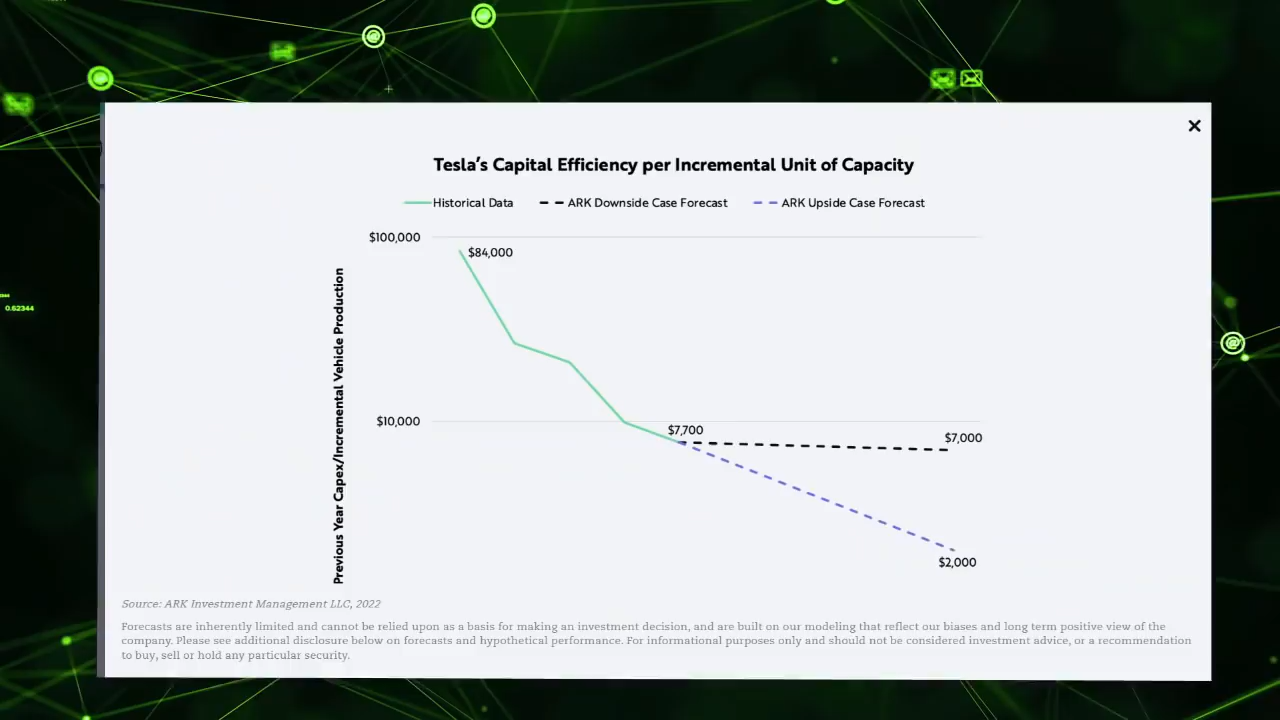 0.62344
×
Tesla's Capital Efficiency per Incremental Unit of Capacity
Historical Data ARK Downside Case Forecast ARK Upside Case Forecast
$100,000
$84,000
Previous Year Capex/Incremental Vehicle Production
$10,000
$7,700
$7,000
$2,000
Source: ARK Investment Management LLC, 2022
Forecasts are inherently limited and cannot be relied upon as a basis for making an investment decision, and are built on our modeling that reflect our biases and long term positive view of the
company. Please see additional disclosure below on forecasts and hypothetical performance. For informational purposes only and should not be considered investment advice, or a recommendation
to buy, sell or hold any particular security.